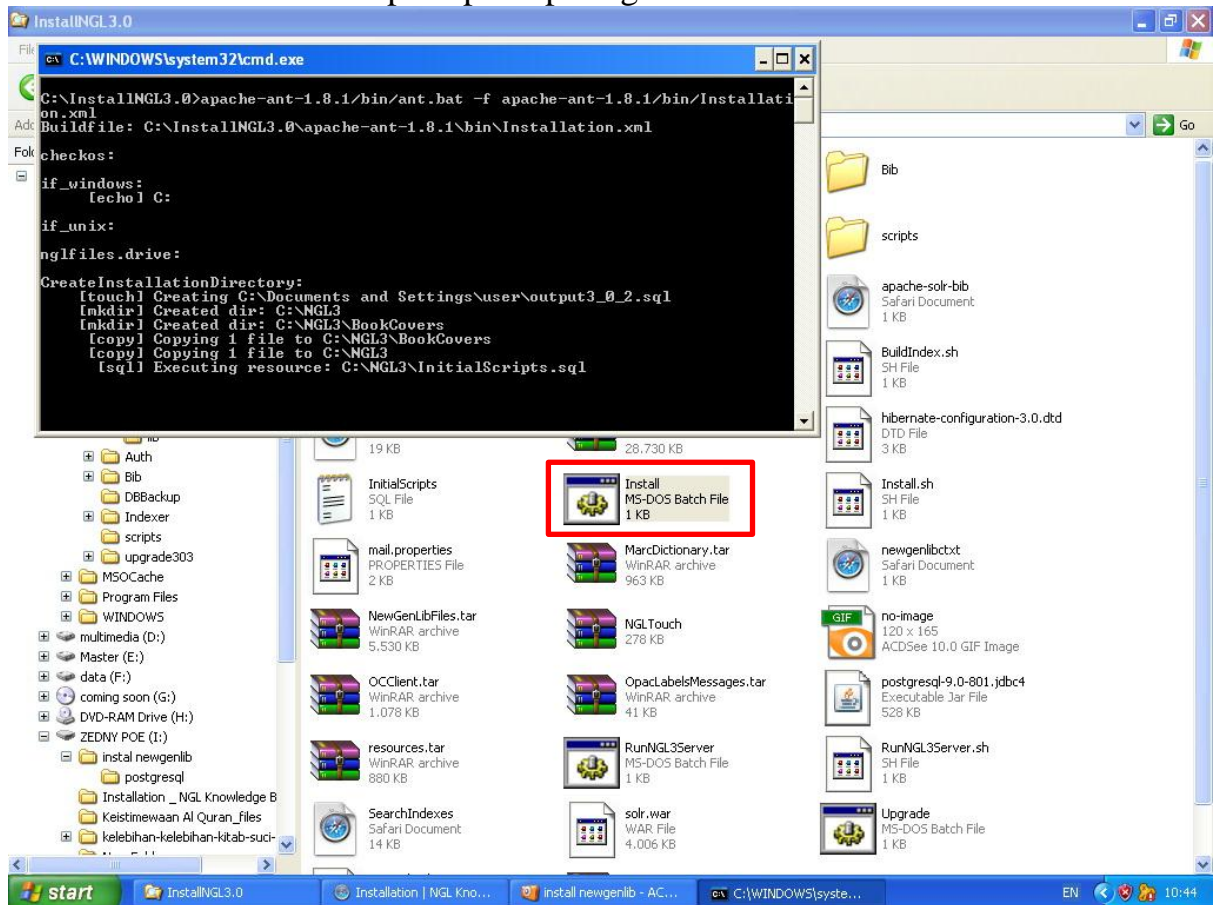 InstallNGL3.0
C:\WINDOWS\system32\cmd.exe
C:\InstallNGL3.0>apache-ant-1.8.1/bin/ant.bat -f apache-ant-1.8.1/bin/Installati
on.xml
Buildfile: C:\InstallNGL3.0\apache-ant-1.8.1\bin\Installation.xml
checkos:
if_windows:
[echo] C:
if_unix:
nglfiles.drive:
CreateInstallationDirectory:
[touch] Creating C:\Documents and Settings\user\output3_0_2.sql
[mkdir] Created dir: C:\NGL3
[mkdir] Created dir: C:\NGL3\BookCovers
[copy] Copying 1 file to C:\NGL3\BookCovers
[copy] Copying 1 file to C:\NGL3
[sql] Executing resource: C:\NGL3\InitialScripts.sql
Go
Auth
Bib
DBBackup
Indexer
scripts
upgrade303
MSOCache
Program Files
WINDOWS
multimedia (D:)
Master (E:)
data (F:)
coming soon (G:)
DVD-RAM Drive (H:)
ZEDNY POE (I:)
instal newgenlib
postgresql
Installation _ NGL Knowledge B
Keistimewaan Al Quran_files
kelebihan-kelebihan-kitab-suci-
Bib
scripts
apache-solr-bib
Safari Document
1 KB
BuildIndex.sh
SH File
1 KB
19 KB
28.730 KB
hibernate-configuration-3.0.dtd
DTD File
3 KB
InitialScripts
SQL File
1 KB
Install
MS-DOS Batch File
1 KB
Install.sh
SH File
1 KB
mail.properties
PROPERTIES File
2 KB
MarcDictionary.tar
WinRAR archive
963 KB
newgenlibctxt
Safari Document
1 KB
NewGenLibFiles.tar
WinRAR archive
5.530 KB
NGLTouch
278 KB
GIF
no-image
120 x 165
ACDSee 10.0 GIF Image
OCClient.tar
WinRAR archive
1.078 KB
OpacLabelsMessages.tar
WinRAR archive
41 KB
postgresql-9.0-801.jdbc4
Executable Jar File
528 KB
resources.tar
WinRAR archive
880 KB
RunNGL3Server
MS-DOS Batch File
1 KB
RunNGL3Server.sh
SH File
1 KB
SearchIndexes
Safari Document
14 KB
solr.war
WAR File
4.006 KB
Upgrade
MS-DOS Batch File
1 KB
start
InstallNGL3.0
Installation | NGL Kno...
install newgenlib - AC...
C:\WINDOWS\syste...
EN
10:44